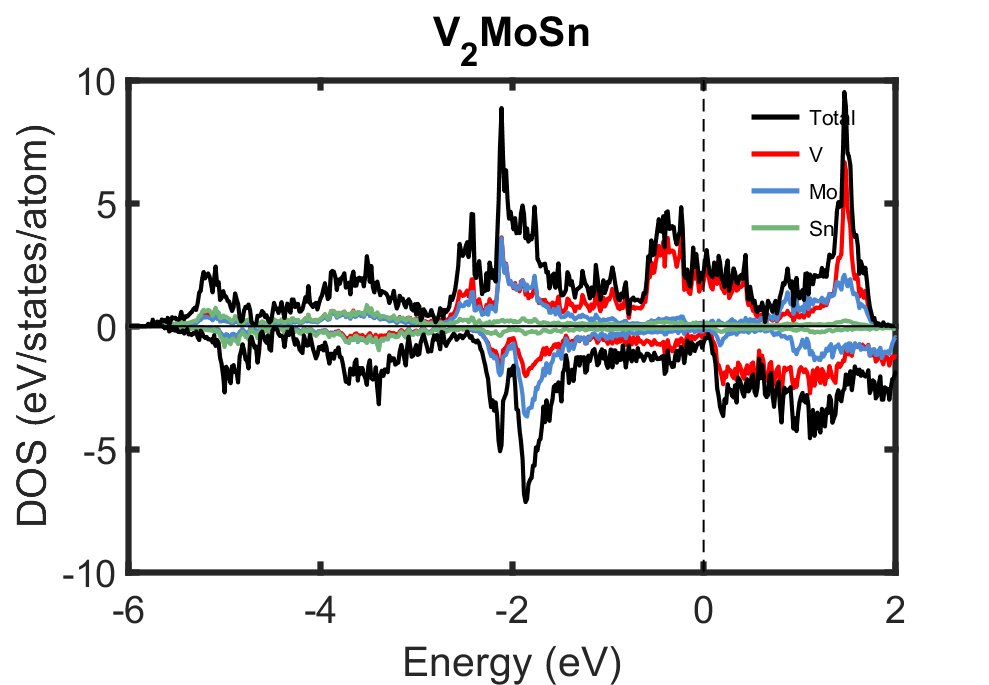 V2MoSn
DOS (eV/states/atom)
10
5
0
-5
-10
Total
V
Mo
Sn
-6
-4
-2
0
2
Energy (eV)